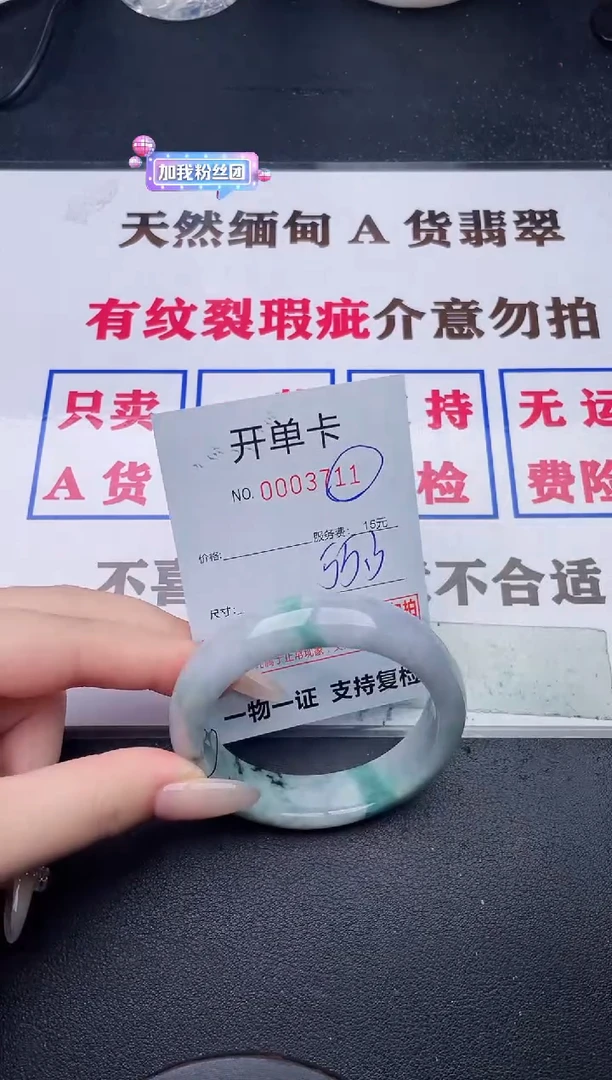 加我粉丝团
天然缅甸 A 货翡翠
有纹裂瑕疵介意勿拍
只卖 持 无运
A 货 检 费险
开单卡
NO. 0003711
服务费: 15元
价格:
尺寸:
不喜 不合适
一物一证 支持复检